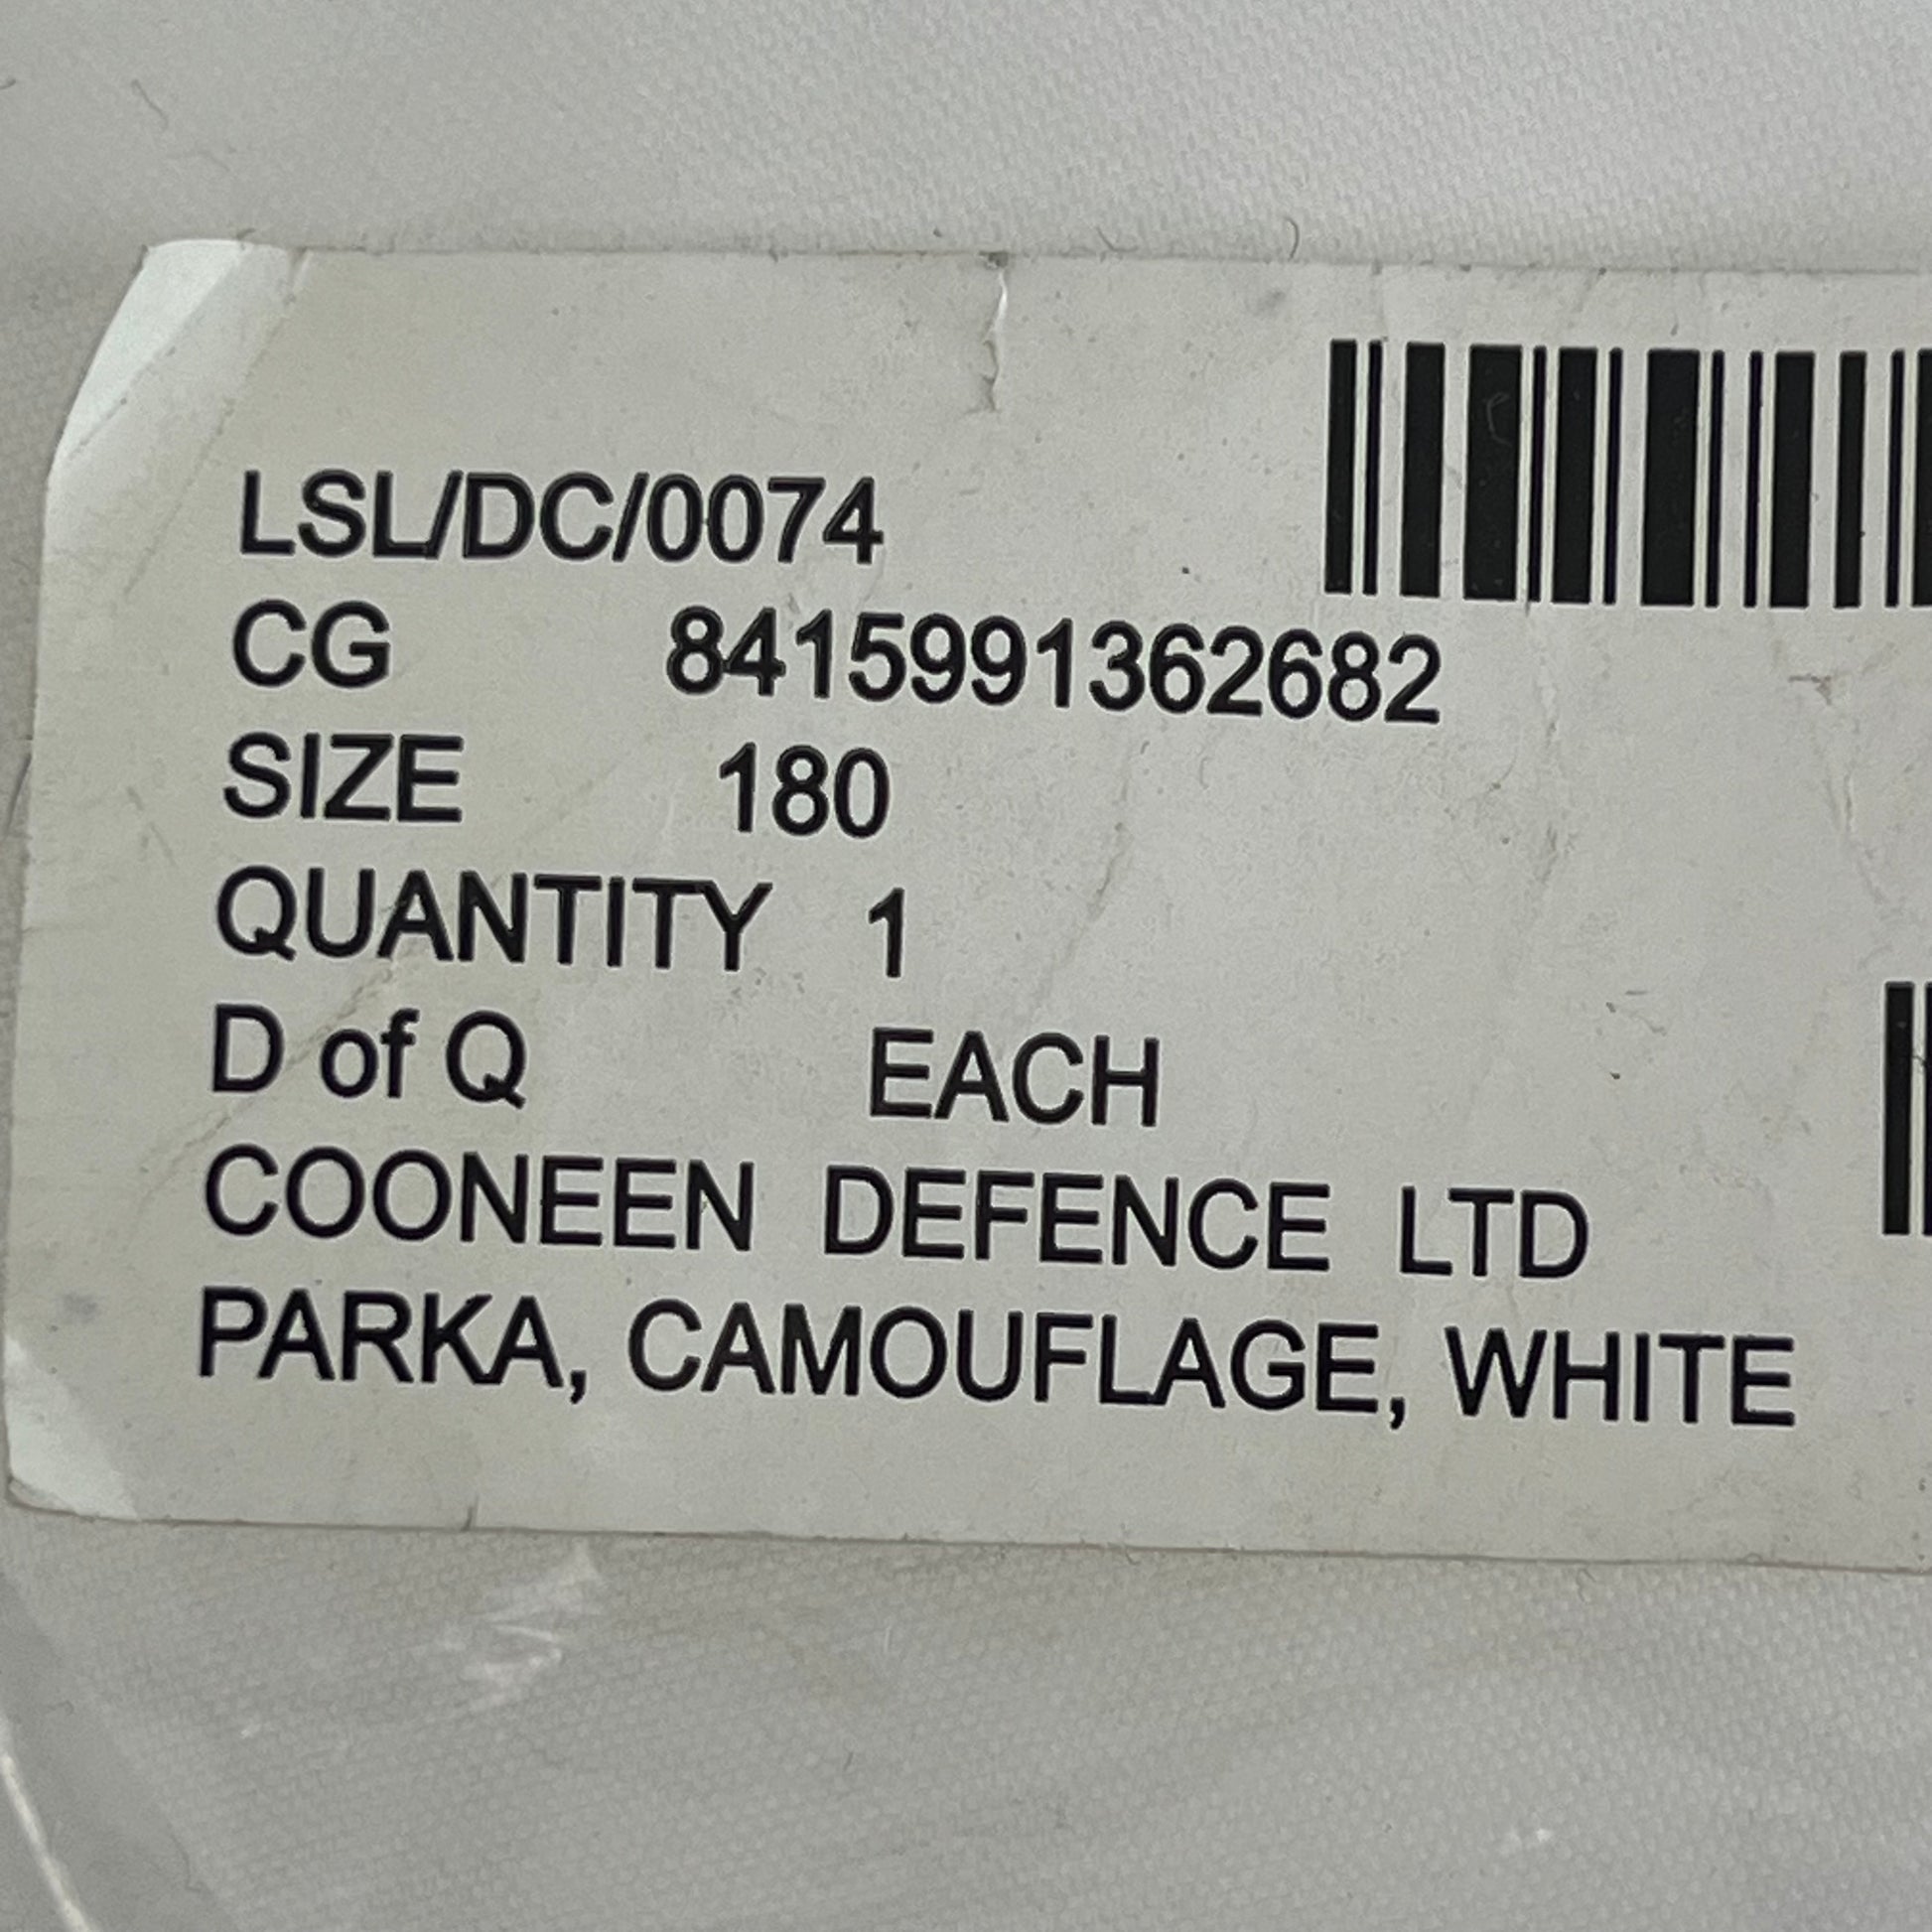 LSL/DC/0074
CG 8415991362682
SIZE 180
QUANTITY 1
D of Q EACH
COONEEN DEFENCE LTD
PARKA, CAMOUFLAGE, WHITE